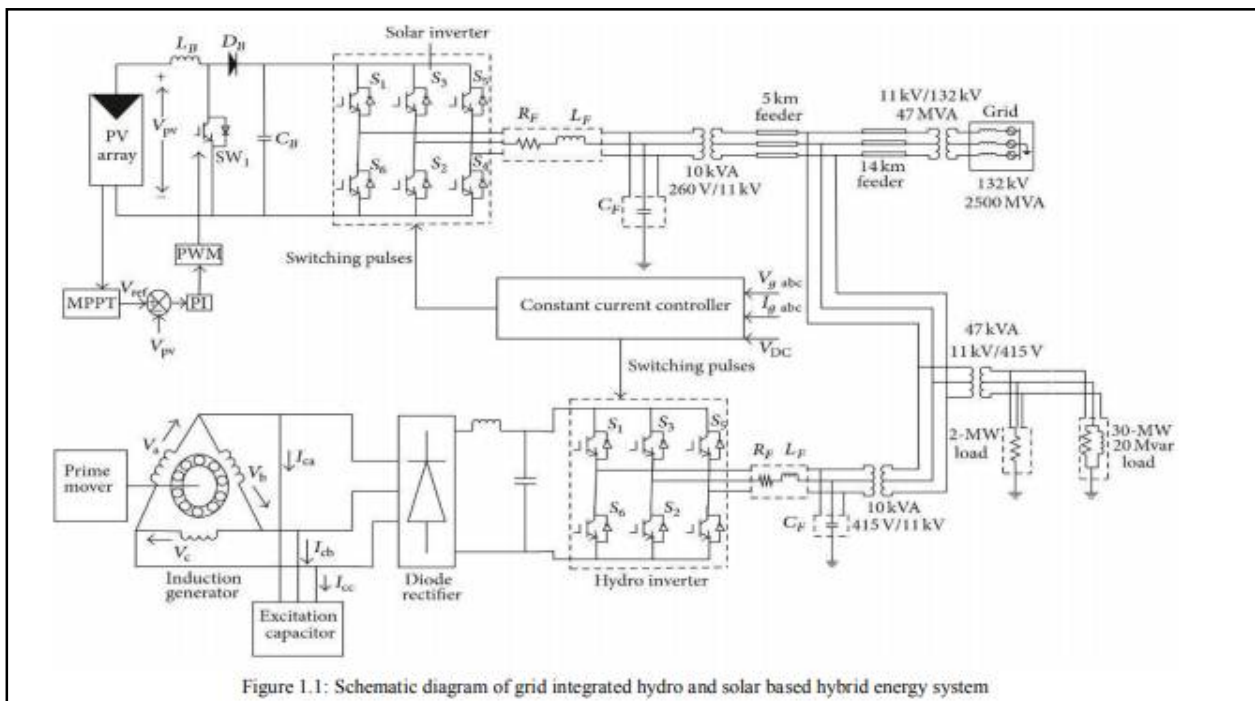 Solar inverter
L_B
D_B
S_1
S_3
S_5
5 km
feeder
11 kV/132 kV
47 MVA
Grid
PV
array
+
V_pv
−
SW_1
C_B
R_F
L_F
S_6
S_2
S_4
10 kVA
260 V/11 kV
14 km
feeder
132 kV
2500 MVA
C_F
PWM
Switching pulses
MPPT
V_ref
PI
V_pv
Constant current controller
V_g abc
I_g abc
V_DC
Switching pulses
47 kVA
11 kV/415 V
Prime
mover
V_a
V_b
V_c
I_ca
I_cb
I_cc
Induction
generator
Excitation
capacitor
Diode
rectifier
S_1
S_3
S_5
S_6
S_2
Hydro inverter
R_F
L_F
C_F
10 kVA
415 V/11 kV
2-MW
load
30-MW
20 Mvar
load
Figure 1.1: Schematic diagram of grid integrated hydro and solar based hybrid energy system